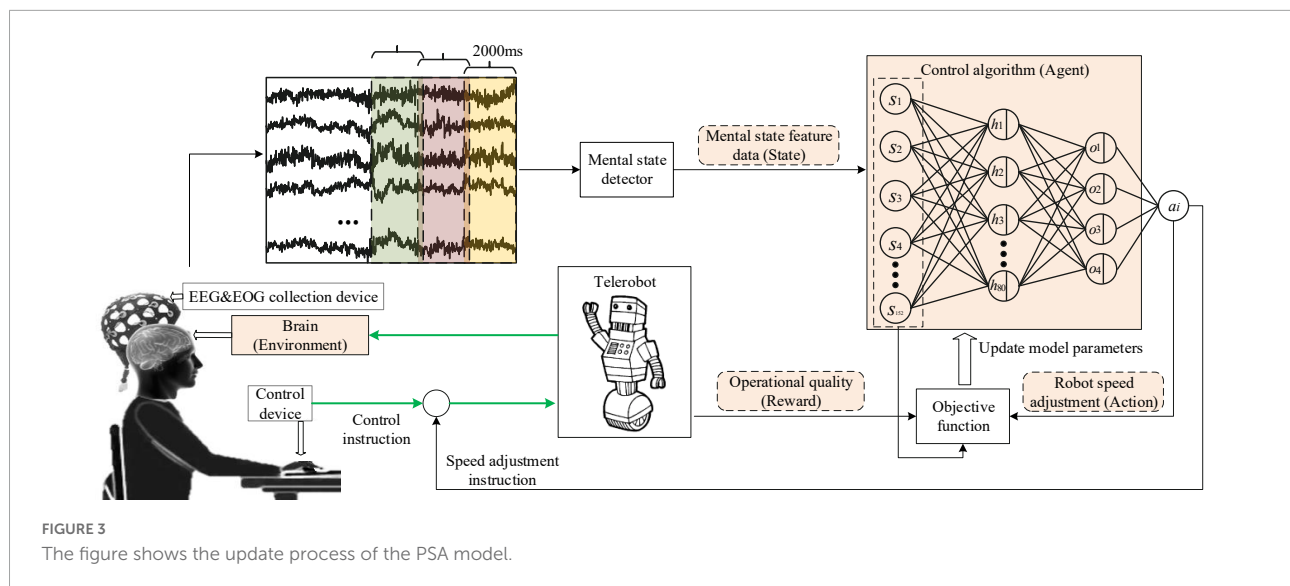 2000ms
Control algorithm (Agent)
S1
S2
S3
S4
S152
h1
h2
h3
h80
o1
o2
o3
o4
ai
Mental state
detector
Mental state feature
data (State)
EEG&EOG collection device
Brain
(Environment)
Control
device
Control
instruction
Speed adjustment
instruction
Telerobot
Operational quality
(Reward)
Update model parameters
Objective
function
Robot speed
adjustment (Action)
FIGURE 3
The figure shows the update process of the PSA model.